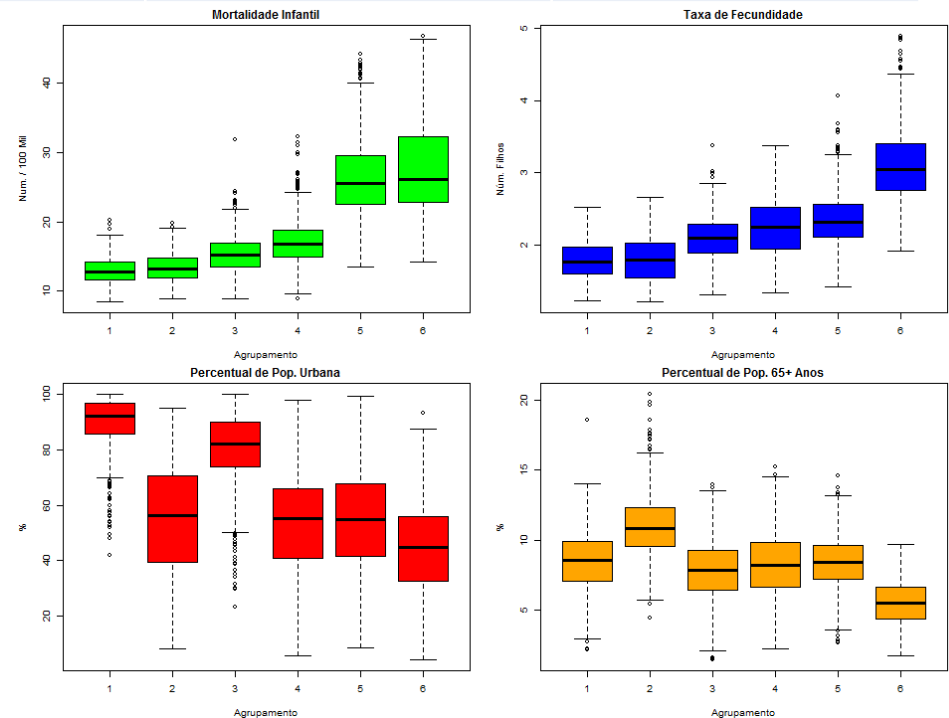 Mortalidade Infantil
Num. / 100 Mil
40
30
20
10
1 2 3 4 5 6
Agrupamento
Taxa de Fecundidade
Núm. Filhos
5
4
3
2
1 2 3 4 5 6
Agrupamento
Percentual de Pop. Urbana
%
100
80
60
40
20
1 2 3 4 5 6
Agrupamento
Percentual de Pop. 65+ Anos
%
20
15
10
5
1 2 3 4 5 6
Agrupamento